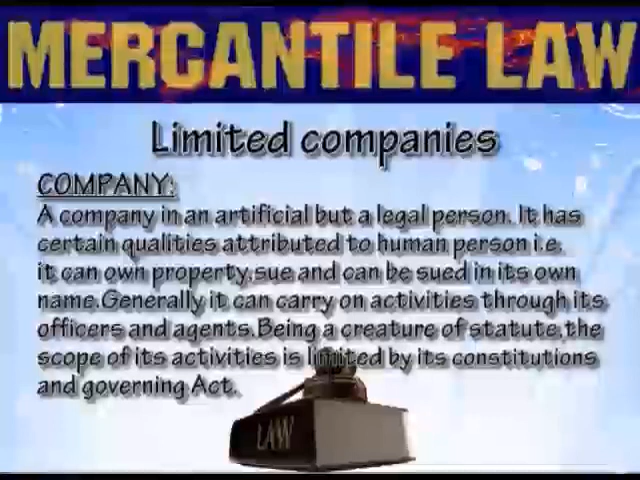 MERCANTILE LAW
Limited companies
COMPANY:
A company in an artificial but a legal person. It has
certain qualities attributed to human person i.e.
it can own property,sue and can be sued in its own
name.Generally it can carry on activities through its
officers and agents.Being a creature of statute,the
scope of its activities is limited by its constitutions
and governing Act.
LAW